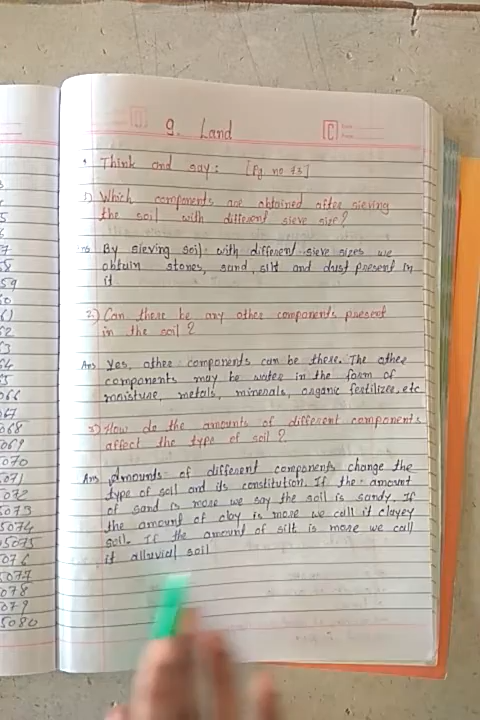 9. Land
Think and say: [Pg. no 73]
1) Which components are obtained after sieving
the soil with different sieve size?
Ans By sieving soil with different sieve sizes we
obtain stones, sand, silt and dust present in
it
2.) Can there be any other components present
in the soil?
Ans Yes, other components can be there. The other
components may be water in the form of
moisture, metals, minerals, organic fertilizer, etc
3) How do the amounts of different components
affect the type of soil?
Ans Amounts of different components change the
type of soil and its constitution. If the amount
of sand is more we say the soil is sandy. If
the amount of clay is more we call it clayey
soil. If the amount of silt is more we call
it alluvial soil
59
068
069
5080